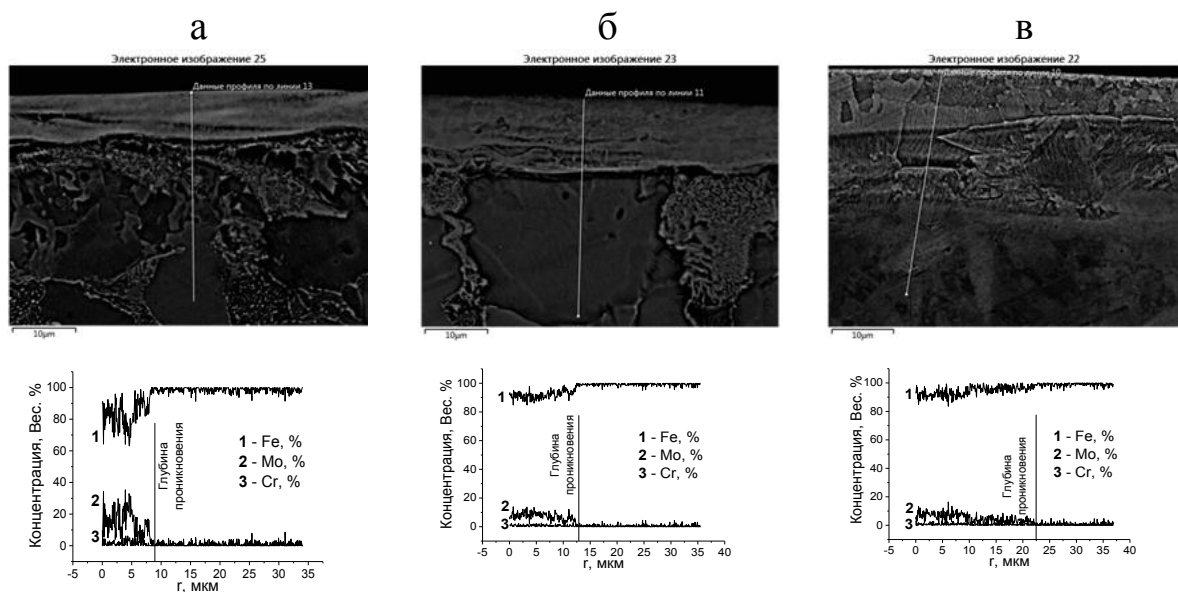 а
Электронное изображение 25
Данные профиля по линии 13
10μm
б
Электронное изображение 23
Данные профиля по линии 11
10μm
в
Электронное изображение 22
Данные профиля по линии 10
10μm
Концентрация, Вес. %
100
80
60
40
20
0
1
2
3
1 - Fe, %
2 - Mo, %
3 - Cr, %
Глубина
проникновения
-5 0 5 10 15 20 25 30 35
r, мкм
Концентрация, Вес. %
100
80
60
40
20
0
1
2
3
1 - Fe, %
2 - Mo, %
3 - Cr, %
Глубина
проникновения
-5 0 5 10 15 20 25 30 35 40
r, мкм
Концентрация, Вес. %
100
80
60
40
20
0
1
2
3
1 - Fe, %
2 - Mo, %
3 - Cr, %
Глубина
проникновения
-5 0 5 10 15 20 25 30 35 40
r, мкм